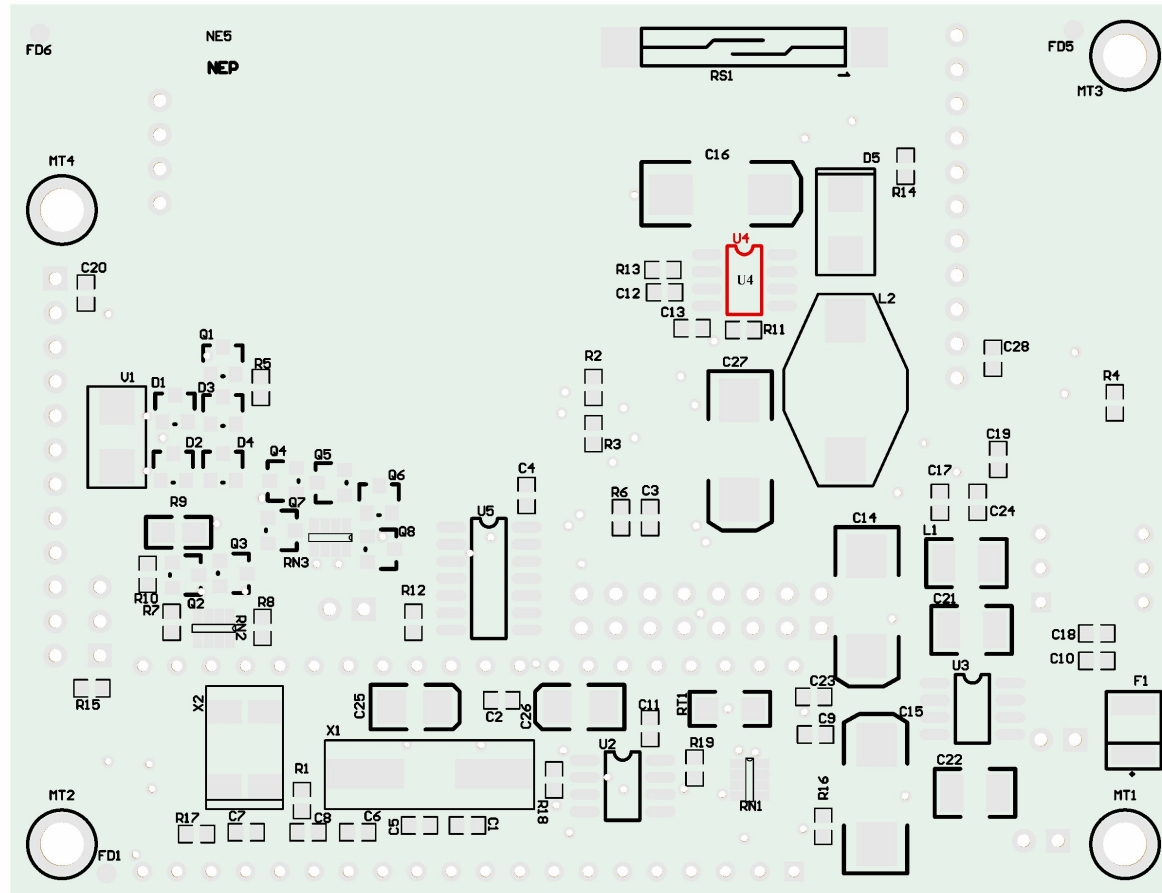 NE5
FD6
FD5
NEP
RS1
1
MT3
MT4
C16
D5
R14
U4
U4
R13
C20
C12
L2
C13
R11
Q1
C28
R2
C27
R5
V1
D1
D3
R4
R3
D2
D4
C19
Q4
Q5
Q6
C4
C17
R6
C3
R9
Q7
U5
C24
C14
Q8
L1
Q3
RN3
R10
Q2
R12
C21
R7
R8
RN2
C18
C10
U3
R15
C23
F1
X2
C25
C2
C26
C11
RT1
C15
C9
X1
U2
R19
C22
R1
MT2
MT1
RN1
R16
R18
R17
C7
C8
C6
C5
C1
FD1